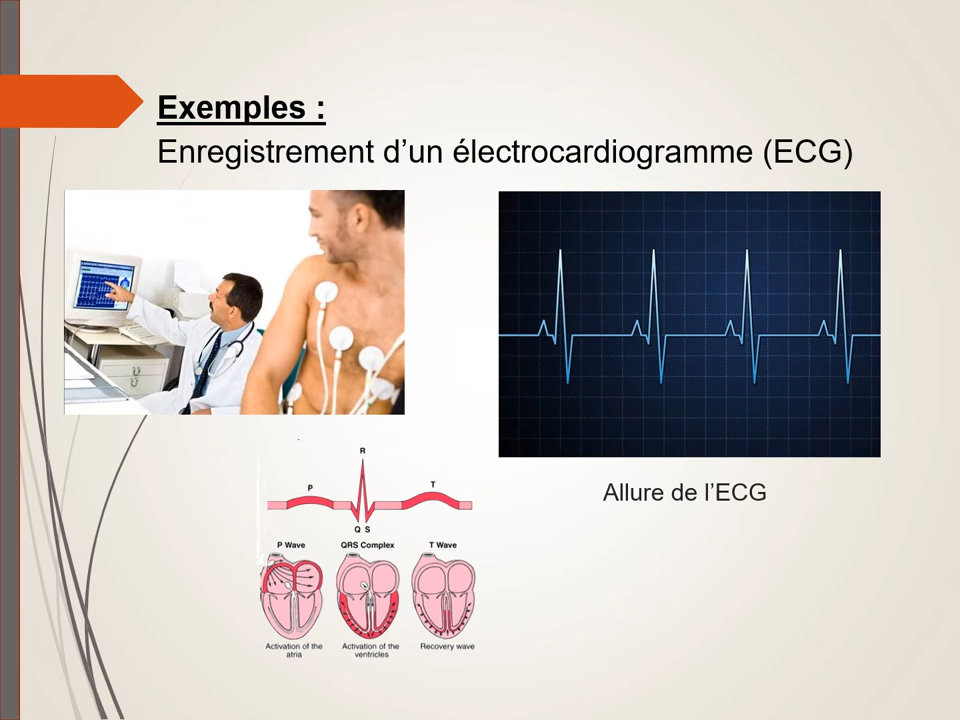 Exemples :
Enregistrement d’un électrocardiogramme (ECG)
R
P
T
Q S
P Wave
QRS Complex
T Wave
Activation of the
atria
Activation of the
ventricles
Recovery wave
Allure de l’ECG